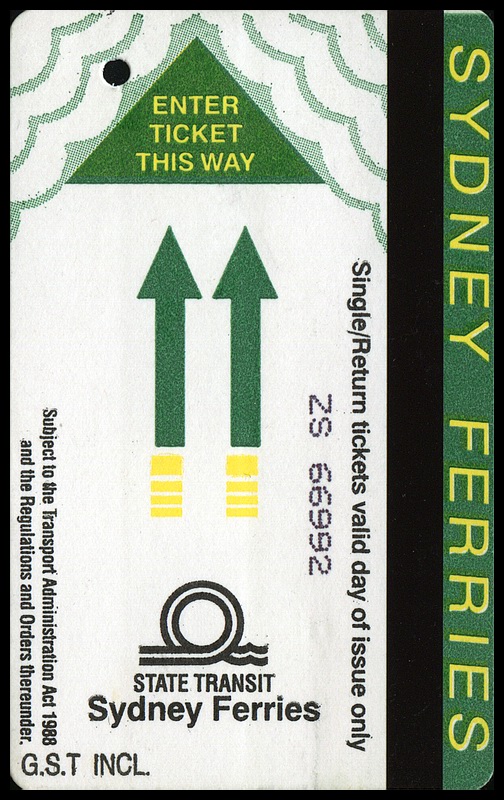 ENTER
TICKET
THIS WAY
SYDNEY FERRIES
Single/Return tickets valid day of issue only
ZS 66992
Subject to the Transport Administration Act 1988
and the Regulations and Orders thereunder.
STATE TRANSIT
Sydney Ferries
G.S.T INCL.